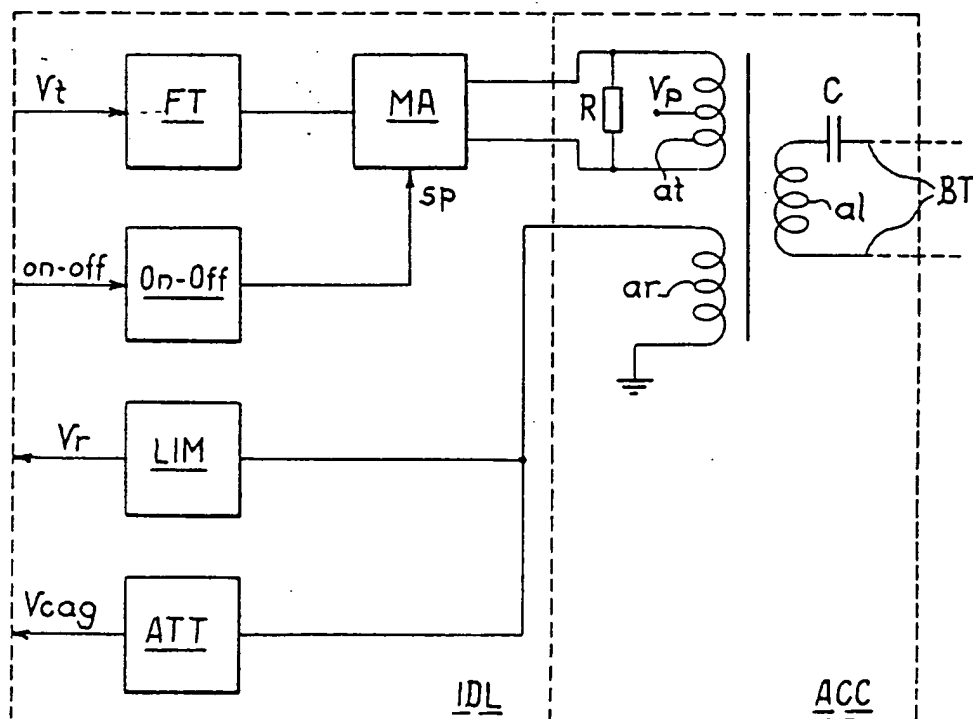 Vt
FT
MA
R
Vp
at
C
al
BT
sp
on-off
On-Off
ar
Vr
LIM
Vcag
ATT
IDL
ACC